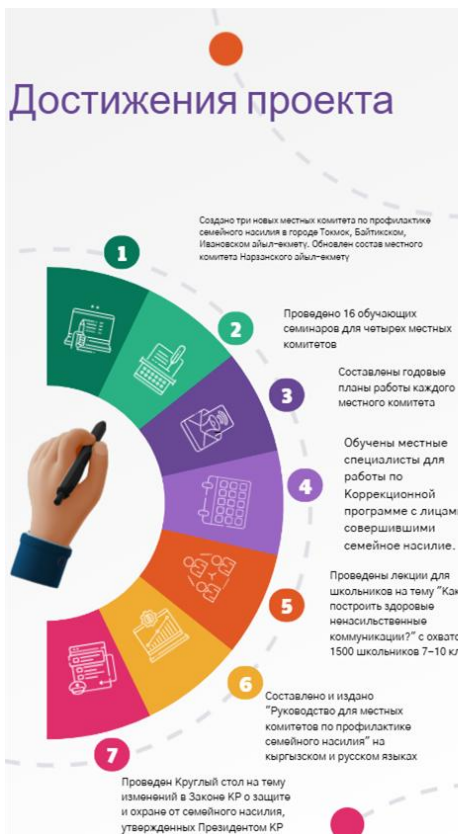 Достижения проекта
Создано три новых местных комитета по профилактике
семейного насилия в городе Токмок, Байтикском,
Ивановском айыл-екмету. Обновлен состав местного
комитета Нарзанского айыл-екмету
1
Проведено 16 обучающих
семинаров для четырех местных
комитетов
2
Составлены годовые
планы работы каждого
местного комитета
3
Обучены местные
специалисты для
работы по
Коррекционной
программе с лицами
совершившими
семейное насилие.
4
Проведены лекции для
школьников на тему "Как
построить здоровые
ненасильственные
коммуникации?" с охвато
1500 школьников 7-10 кл
5
6
Составлено и издано
"Руководство для местных
комитетов по профилактике
семейного насилия" на
кыргызском и русском языках
7
Проведен Круглый стол на тему
изменений в Законе КР о защите
и охране от семейного насилия,
утвержденных Президентом КР